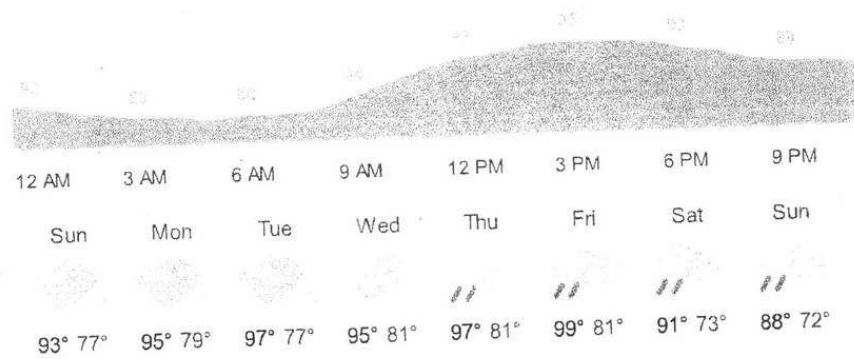 12 AM 3 AM 6 AM 9 AM 12 PM 3 PM 6 PM 9 PM
Sun Mon Tue Wed Thu Fri Sat Sun
93° 77° 95° 79° 97° 77° 95° 81° 97° 81° 99° 81° 91° 73° 88° 72°